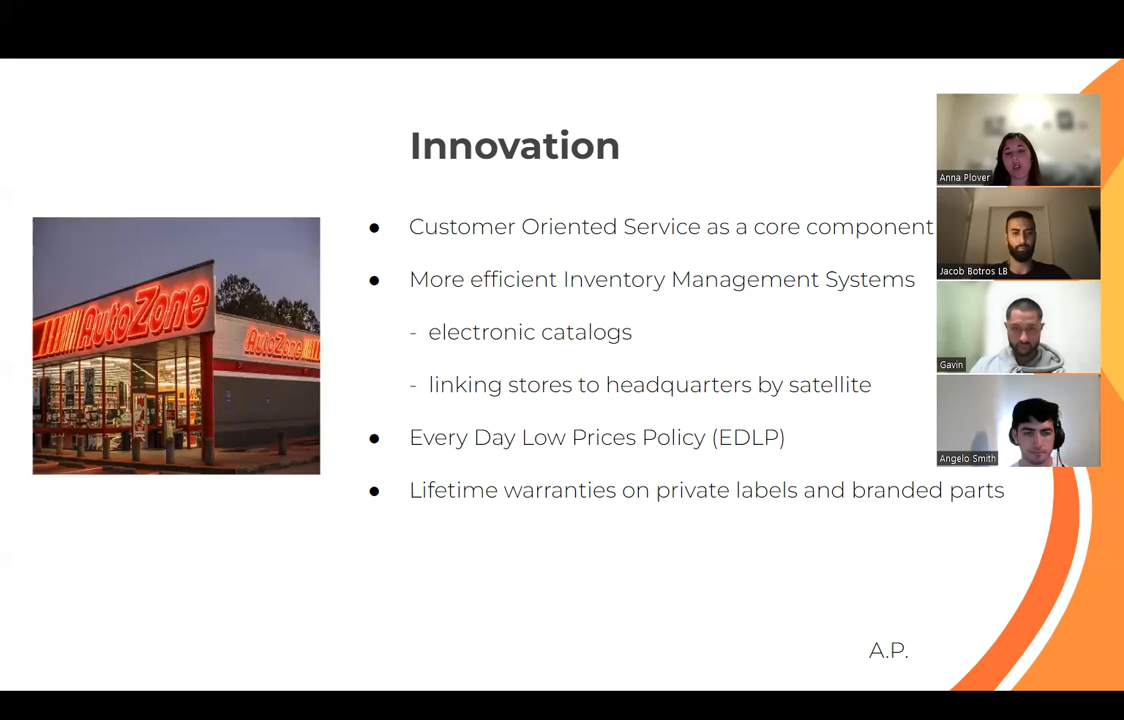 Innovation
● Customer Oriented Service as a core component
● More efficient Inventory Management Systems
- electronic catalogs
- linking stores to headquarters by satellite
● Every Day Low Prices Policy (EDLP)
● Lifetime warranties on private labels and branded parts
A.P.
AutoZone
AutoZone
Anna Plover
Jacob Botros LB
Gavin
Angelo Smith